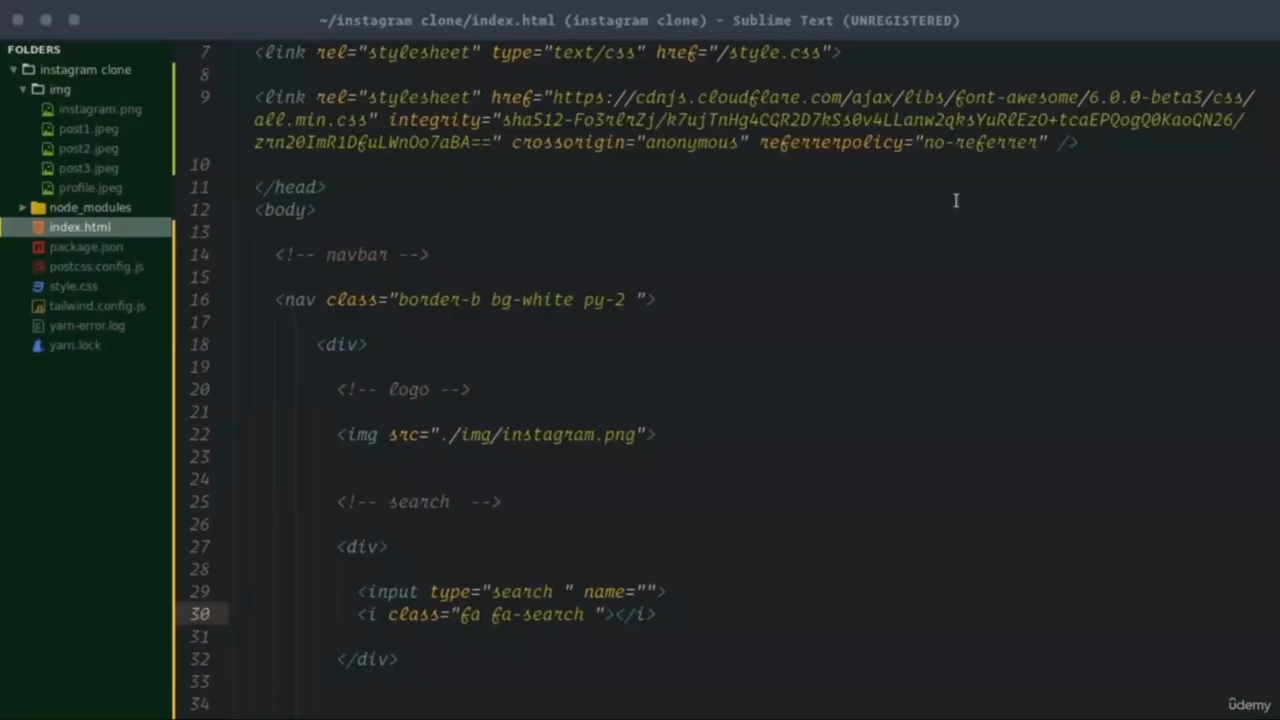 ~/instagram clone/index.html (instagram clone) - Sublime Text (UNREGISTERED)
FOLDERS
instagram clone
img
instagram.png
post1.jpeg
post2.jpeg
post3.jpeg
profile.jpeg
node_modules
index.html
package.json
postcss.config.js
style.css
tailwind.config.js
yarn-error.log
yarn.lock
7 <link rel="stylesheet" type="text/css" href="/style.css">
8
9 <link rel="stylesheet" href="https://cdnjs.cloudflare.com/ajax/libs/font-awesome/6.0.0-beta3/css/
all.min.css" integrity="sha512-Fo3rlrZj/k7ujTnHg4CGR2D7kSs0v4LLanw2qksYuRlEzO+tcaEPQogQ0KaoGN26/
zrn20ImR1DfuLWnOo7aBA==" crossorigin="anonymous" referrerpolicy="no-referrer" />
10
11 </head>
12 <body>
13
14 <!-- navbar -->
15
16 <nav class="border-b bg-white py-2 ">
17
18 <div>
19
20 <!-- logo -->
21
22 <img src="./img/instagram.png">
23
24
25 <!-- search  -->
26
27 <div>
28
29 <input type="search " name="">
30 <i class="fa fa-search "></i>
31
32 </div>
33
34
ûdemy